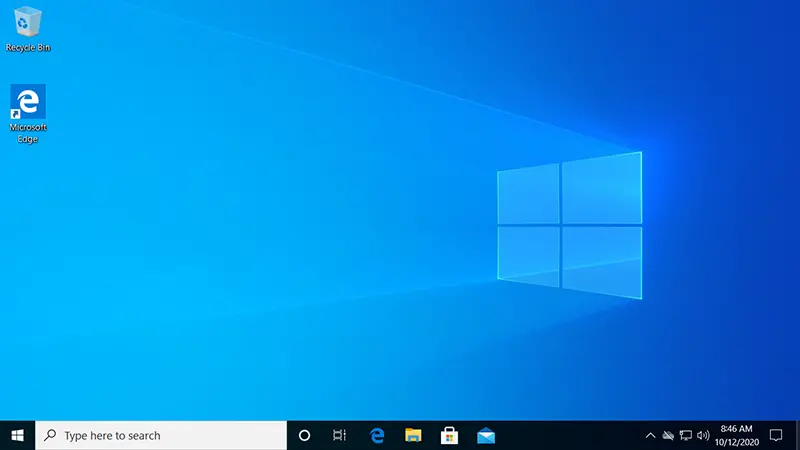 Recycle Bin
Microsoft
Edge
Type here to search
8:46 AM
10/12/2020